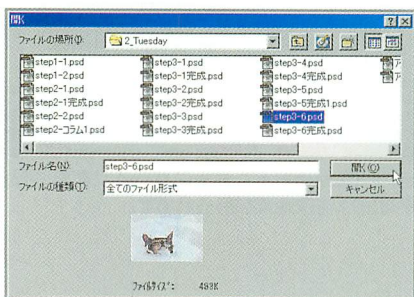 開く
ファイルの場所(I): 2_Tuesday
step1-1.psd step3-1.psd step3-4.psd
step1-2.psd step3-1完成.psd step3-4完成.psd
step2-1.psd step3-2.psd step3-5.psd
step2-1完成.psd step3-2完成.psd step3-5完成1.psd
step2-2.psd step3-3.psd step3-6.psd
step2-コラム1.psd step3-3完成.psd step3-6完成.psd
ファイル名(N): step3-6.psd 開く(O)
ファイルの種類(T): 全てのファイル形式 キャンセル
ファイルサイズ: 493K